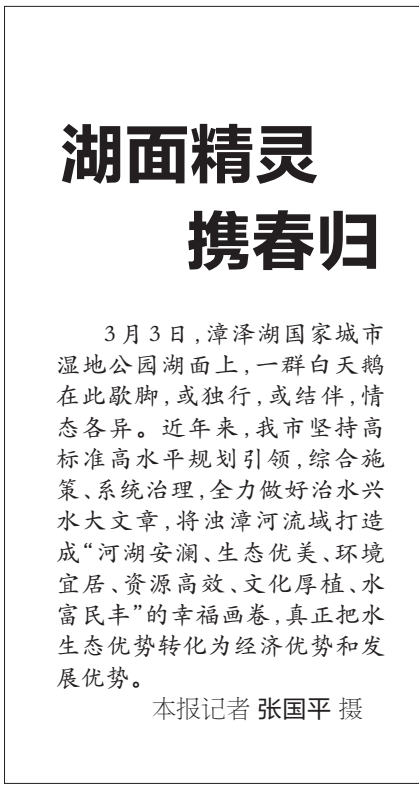 湖面精灵
携春归
3月3日,漳泽湖国家城市
湿地公园湖面上,一群白天鹅
在此歇脚,或独行,或结伴,情
态各异。近年来,我市坚持高
标准高水平规划引领,综合施
策、系统治理,全力做好治水兴
水大文章,将浊漳河流域打造
成“河湖安澜、生态优美、环境
宜居、资源高效、文化厚植、水
富民丰”的幸福画卷,真正把水
生态优势转化为经济优势和发
展优势。
本报记者 张国平 摄